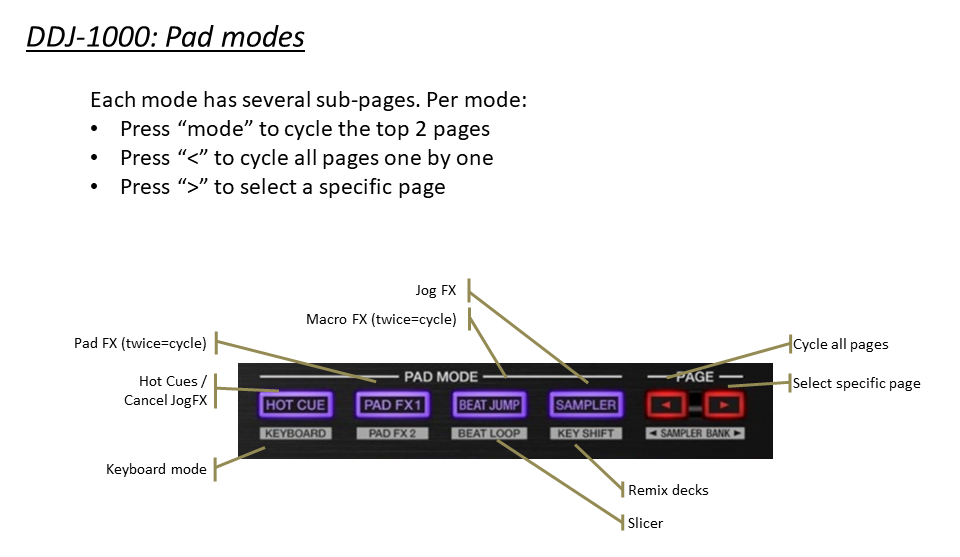 DDJ-1000: Pad modes
Each mode has several sub-pages. Per mode:
• Press “mode” to cycle the top 2 pages
• Press “<” to cycle all pages one by one
• Press “>” to select a specific page
Jog FX
Macro FX (twice=cycle)
Pad FX (twice=cycle)
Cycle all pages
Hot Cues /
Cancel JogFX
Select specific page
PAD MODE
PAGE
HOT CUE
PAD FX1
BEAT JUMP
SAMPLER
◄
►
KEYBOARD
PAD FX 2
BEAT LOOP
KEY SHIFT
◄ SAMPLER BANK ►
Keyboard mode
Remix decks
Slicer